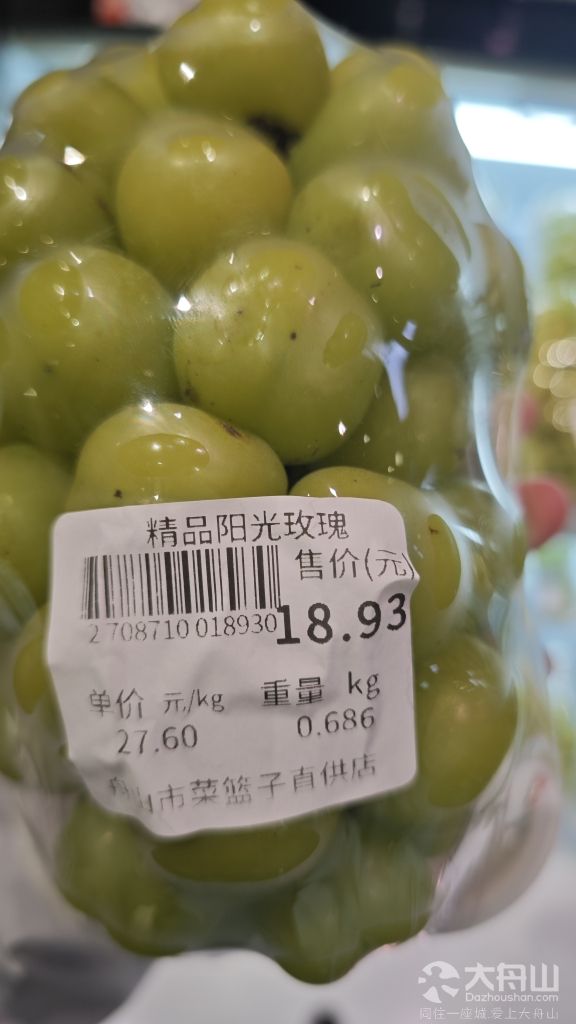 精品阳光玫瑰
售价(元)
2708710018930
18.93
单价 元/kg
重量 kg
27.60
0.686
舟山市菜篮子直供店
大舟山
Dazhoushan.com
同住一座城.爱上大舟山